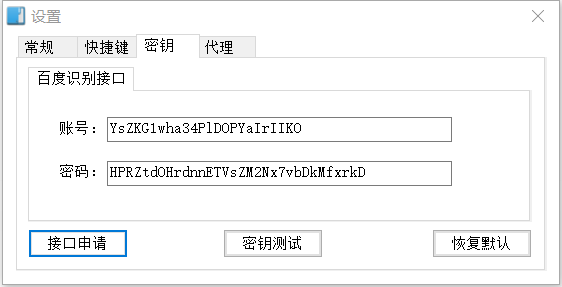 设置
常规 快捷键 密钥 代理
百度识别接口
账号： YsZKG1wha34PlDOPYaIrIIKO
密码： HPRZtdOHrdnnETVsZM2Nx7vbDkMfxrkD
接口申请 密钥测试 恢复默认